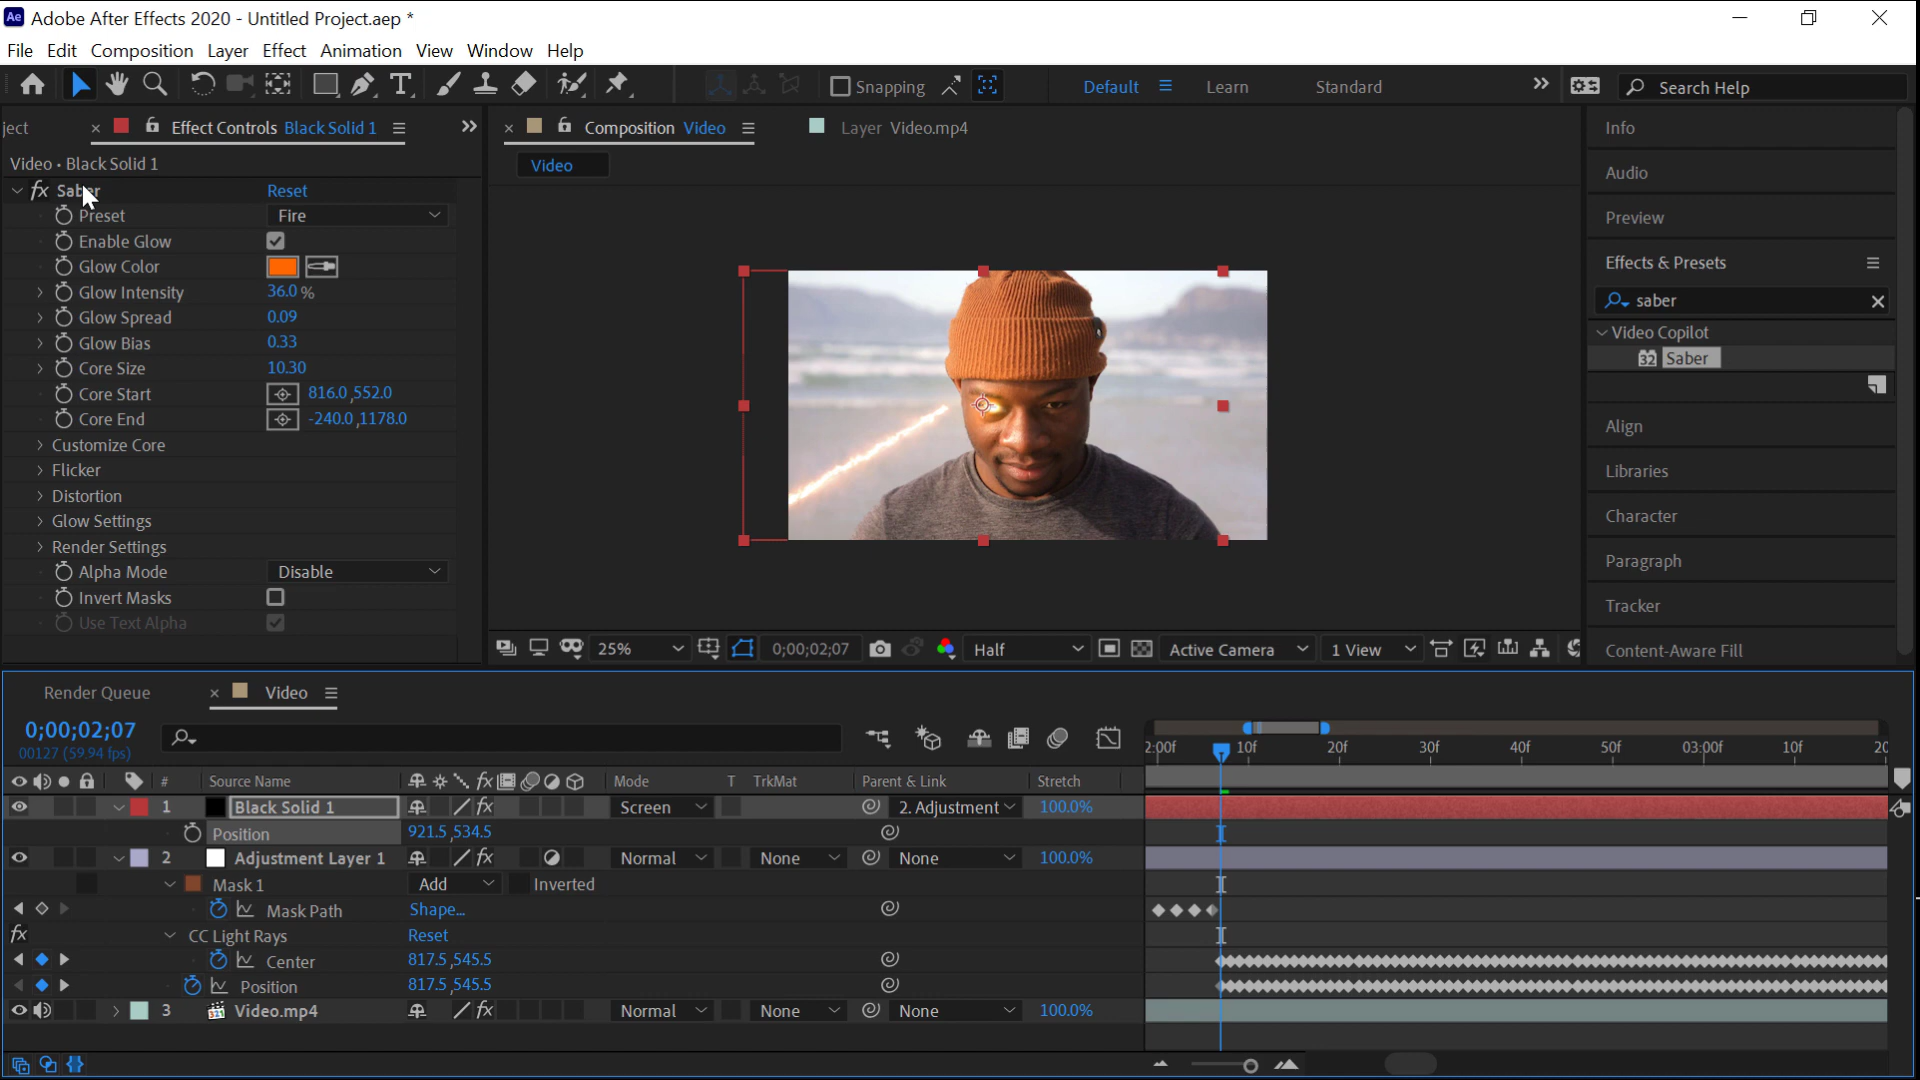 Ae Adobe After Effects 2020 - Untitled Project.aep *
File Edit Composition Layer Effect Animation View Window Help
Snapping Default Learn Standard Search Help
ject Effect Controls Black Solid 1
Video • Black Solid 1
fx Saber Reset
Preset Fire
Enable Glow
Glow Color
Glow Intensity 36.0 %
Glow Spread 0.09
Glow Bias 0.33
Core Size 10.30
Core Start 816.0,552.0
Core End -240.0,1178.0
Customize Core
Flicker
Distortion
Glow Settings
Render Settings
Alpha Mode Disable
Invert Masks
Use Text Alpha
Composition Video Layer Video.mp4
Video
25% 0;00;02;07 Half Active Camera 1 View
Info
Audio
Preview
Effects & Presets
saber
Video Copilot
32 Saber
Align
Libraries
Character
Paragraph
Tracker
Content-Aware Fill
Render Queue Video
0;00;02;07
00127 (59.94 fps)
2:00f 10f 20f 30f 40f 50f 03:00f 10f 20
# Source Name fx Mode T TrkMat Parent & Link Stretch
1 Black Solid 1 fx Screen 2. Adjustment 100.0%
Position 921.5,534.5
2 Adjustment Layer 1 fx Normal None None 100.0%
Mask 1 Add Inverted
Mask Path Shape...
fx CC Light Rays Reset
Center 817.5,545.5
Position 817.5,545.5
3 Video.mp4 fx Normal None None 100.0%